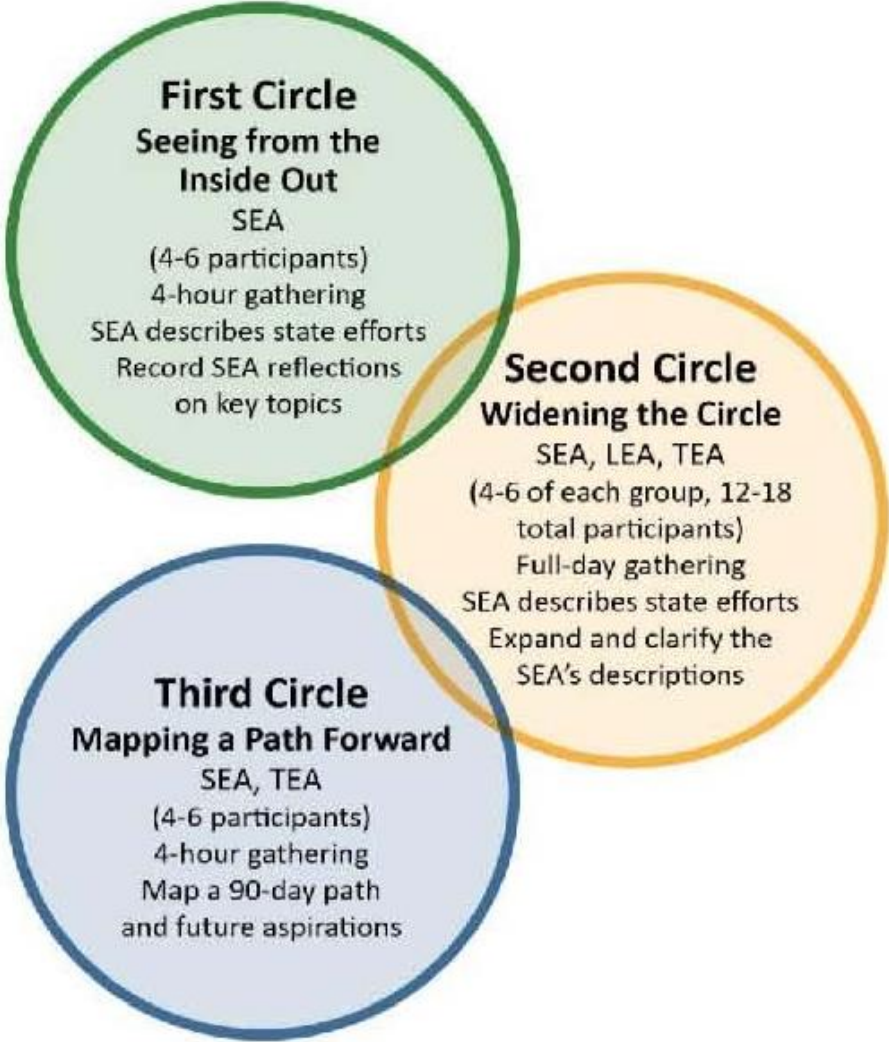 First Circle
Seeing from the
Inside Out
SEA
(4-6 participants)
4-hour gathering
SEA describes state efforts
Record SEA reflections
on key topics
Second Circle
Widening the Circle
SEA, LEA, TEA
(4-6 of each group, 12-18
total participants)
Full-day gathering
SEA describes state efforts
Expand and clarify the
SEA's descriptions
Third Circle
Mapping a Path Forward
SEA, TEA
(4-6 participants)
4-hour gathering
Map a 90-day path
and future aspirations